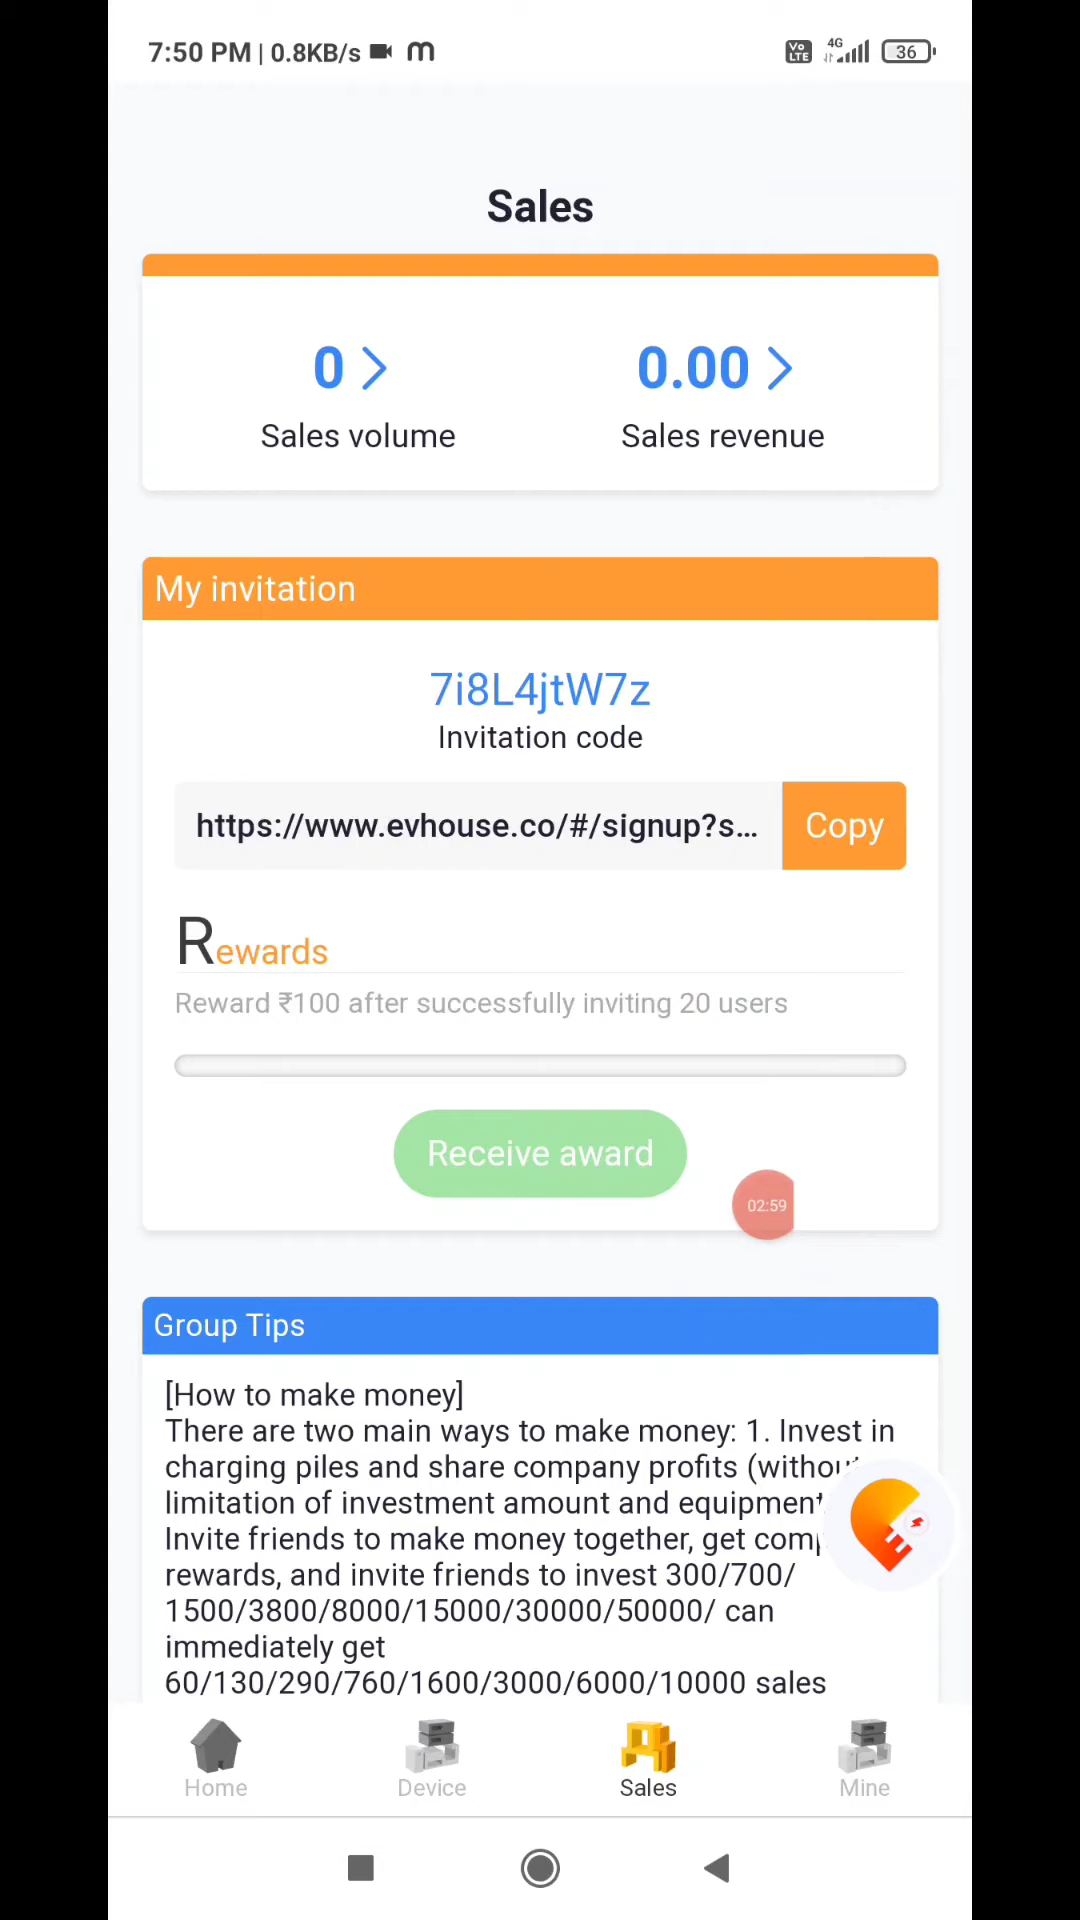 7:50 PM | 0.8KB/s
Vo LTE 4G 36
Sales
0 0.00
Sales volume Sales revenue
My invitation
7i8L4jtW7z
Invitation code
https://www.evhouse.co/#/signup?s... Copy
Rewards
Reward ₹100 after successfully inviting 20 users
Receive award
02:59
Group Tips
[How to make money]
There are two main ways to make money: 1. Invest in
charging piles and share company profits
limitation of investment amount and equipment
Invite friends to make money together, get
rewards, and invite friends to invest 300/700/
1500/3800/8000/15000/30000/50000/ can
immediately get
60/130/290/760/1600/3000/6000/10000 sales
Home Device Sales Mine